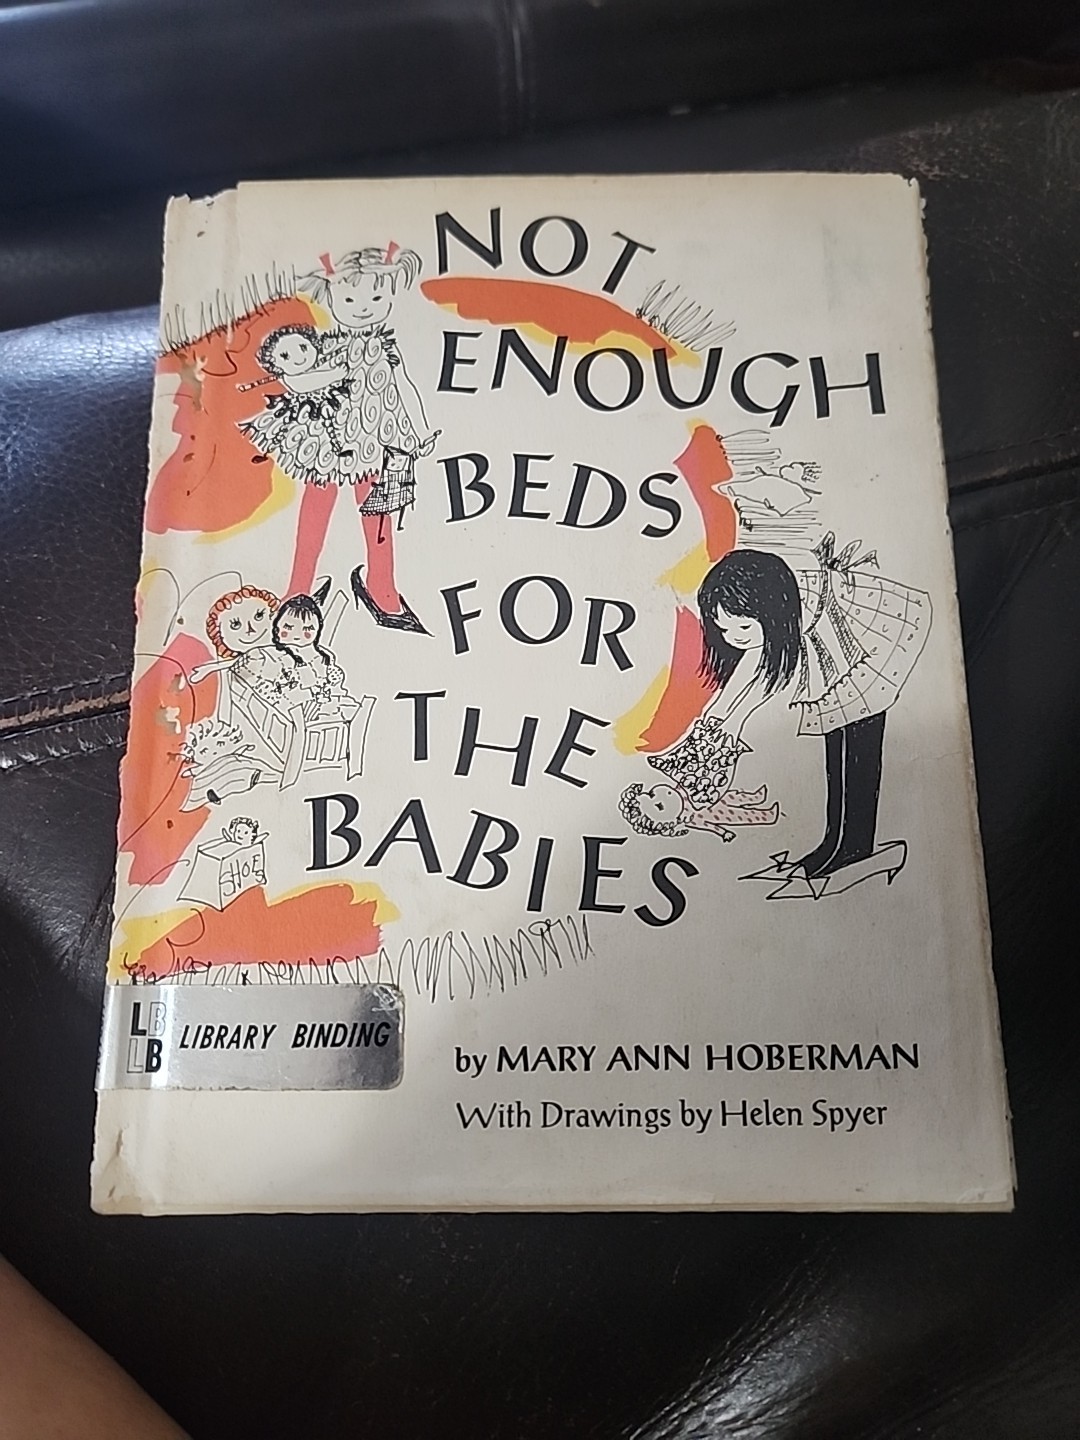 NOT
ENOUGH
BEDS
FOR
THE
BABIES
SHOES
LB
LB
LIBRARY BINDING
by MARY ANN HOBERMAN
With Drawings by Helen Spyer